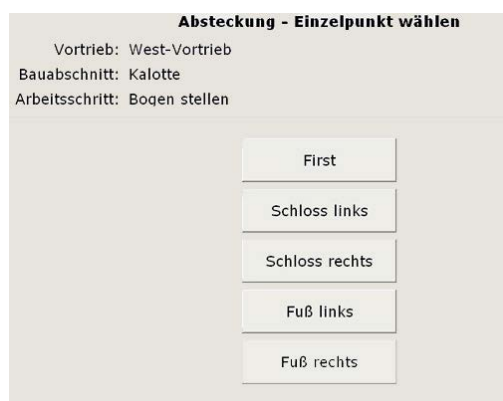 Absteckung - Einzelpunkt wählen
Vortrieb: West-Vortrieb
Bauabschnitt: Kalotte
Arbeitsschritt: Bogen stellen
First
Schloss links
Schloss rechts
Fuß links
Fuß rechts